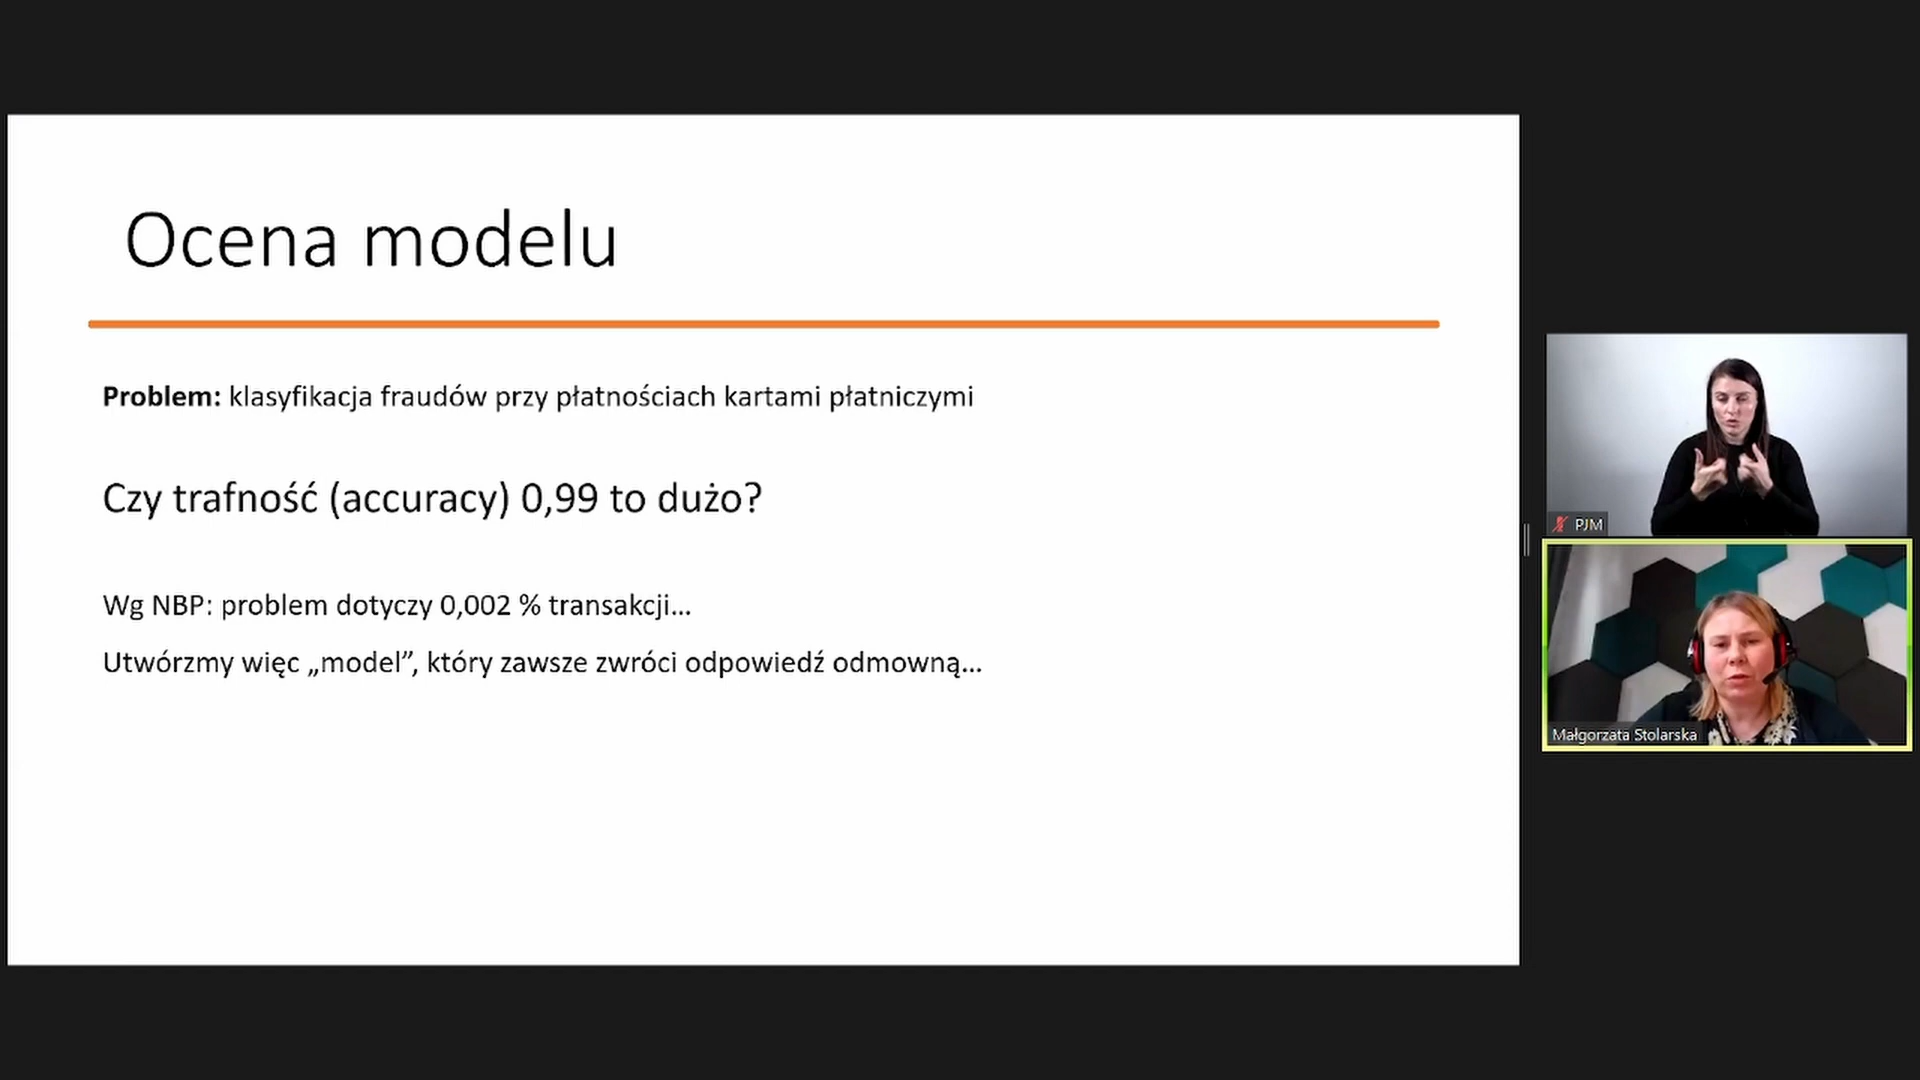 Ocena modelu
Problem: klasyfikacja fraudów przy płatnościach kartami płatniczymi
Czy trafność (accuracy) 0,99 to dużo?
Wg NBP: problem dotyczy 0,002 % transakcji...
Utwórzmy więc „model”, który zawsze zwróci odpowiedź odmowną...
PJM
Małgorzata Stolarska